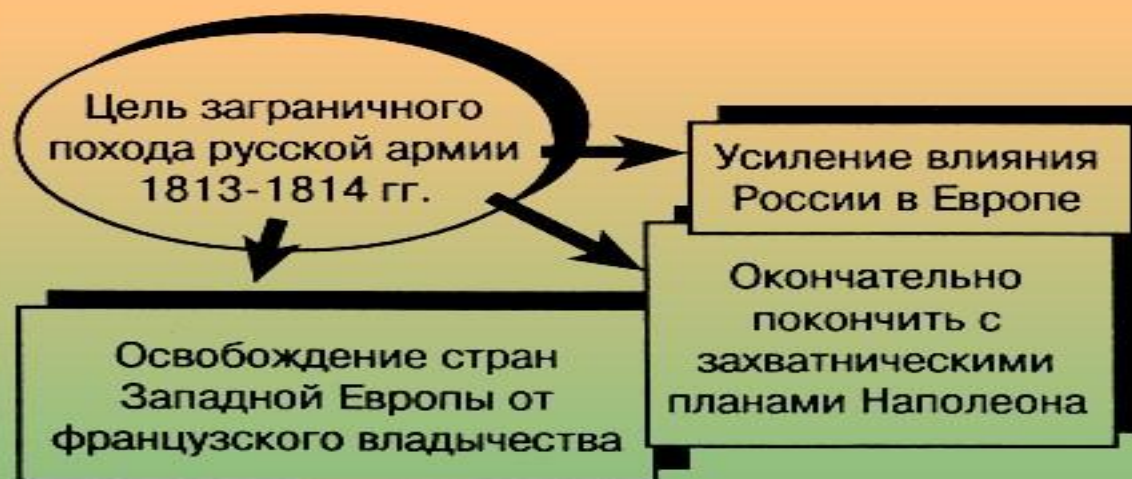 Цель заграничного
похода русской армии
1813-1814 гг.
Усиление влияния
России в Европе
Окончательно
покончить с
захватническими
планами Наполеона
Освобождение стран
Западной Европы от
французского владычества